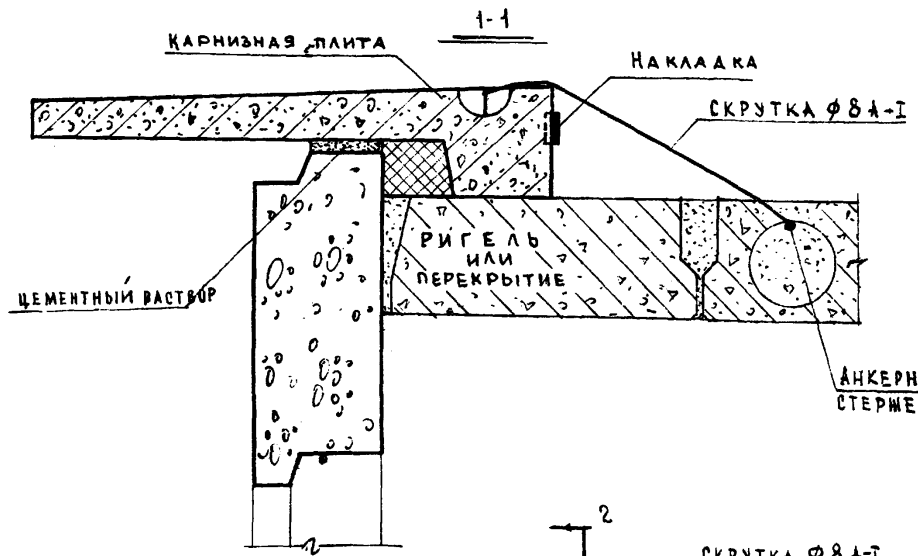 1-1
КАРНИЗНАЯ ПЛИТА
НАКЛАДКА
СКРУТКА Ф8А-I
РИГЕЛЬ
ИЛИ
ПЕРЕКРЫТИЕ
ЦЕМЕНТНЫЙ РАСТВОР
АНКЕРН
СТЕРЖЕ
2
СКРУТКА Ф8А-I